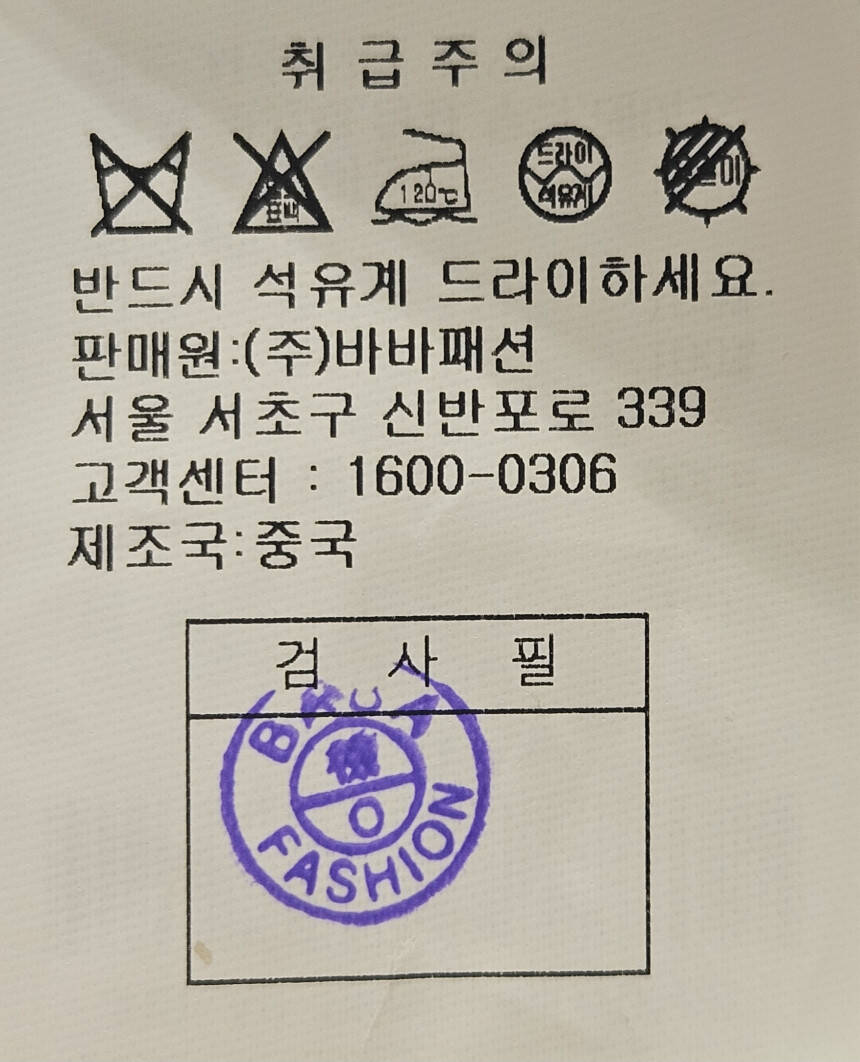 취급주의
표백
120℃
드라이
석유계
반드시 석유계 드라이하세요.
판매원:(주)바바패션
서울 서초구 신반포로 339
고객센터 : 1600-0306
제조국:중국
검 사 필
FASHION